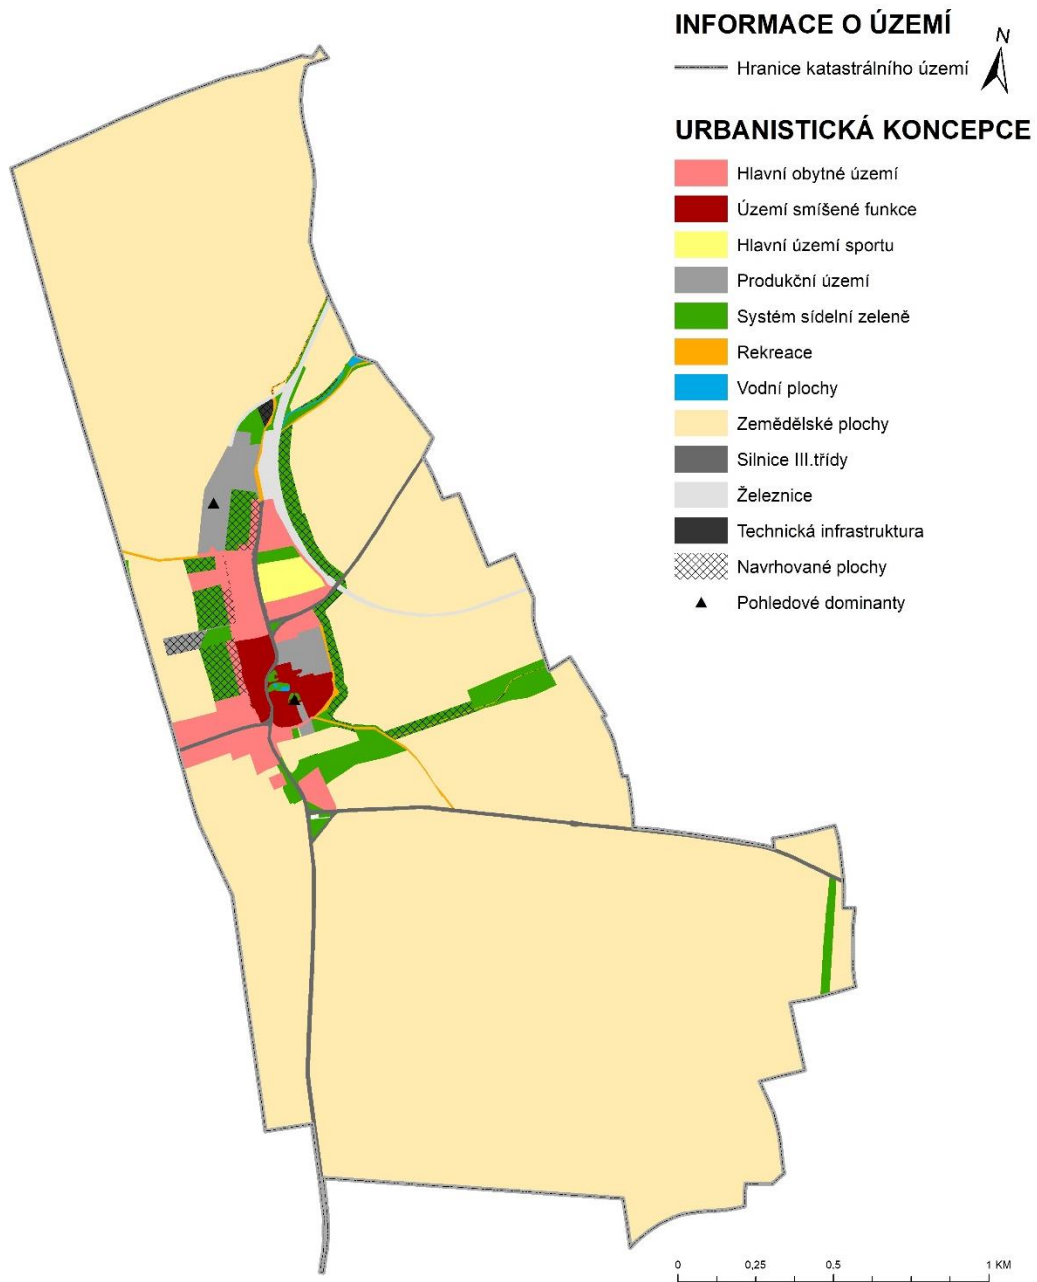 INFORMACE O ÚZEMÍ
N
Hranice katastrálního území
URBANISTICKÁ KONCEPCE
Hlavní obytné území
Území smíšené funkce
Hlavní území sportu
Produkční území
Systém sídelní zeleně
Rekreace
Vodní plochy
Zemědělské plochy
Silnice III.třídy
Železnice
Technická infrastruktura
Navrhované plochy
Pohledové dominanty
0 0,25 0,5 1 KM